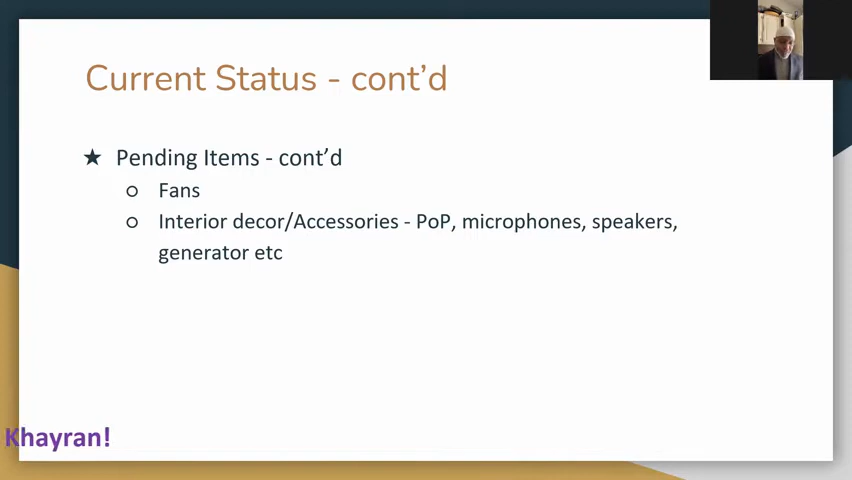 Current Status - cont’d
★ Pending Items - cont’d
○ Fans
○ Interior decor/Accessories - PoP, microphones, speakers,
generator etc
Khayran!